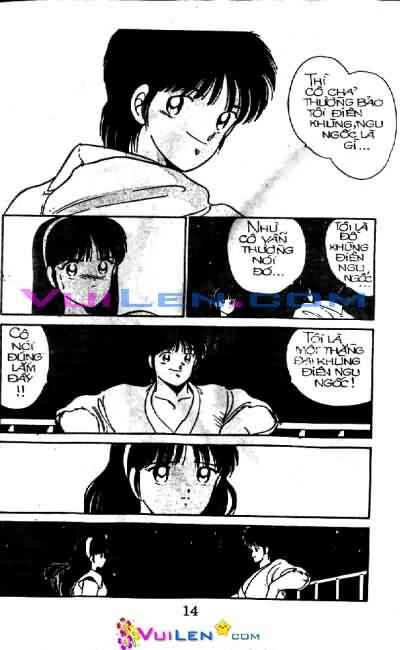 THÌ
CÔ CHẢ
THƯỜNG BẢO
TÔI ĐIÊN
KHÙNG, NGU
NGỐC LÀ
GÌ...
TÔI LÀ
ĐỒ
KHÙNG
ĐIÊN
NGU
NGỐC...
NHƯ
CÔ VẪN
THƯỜNG
NÓI
ĐÓ...
VUILEN.COM
TÔI LÀ
MỘT THẰNG
ĐẠI KHÙNG
ĐIÊN NGU
NGỐC!
CÔ
NÓI
ĐÚNG
LẮM
ĐẤY
!!
14
VUILEN.COM